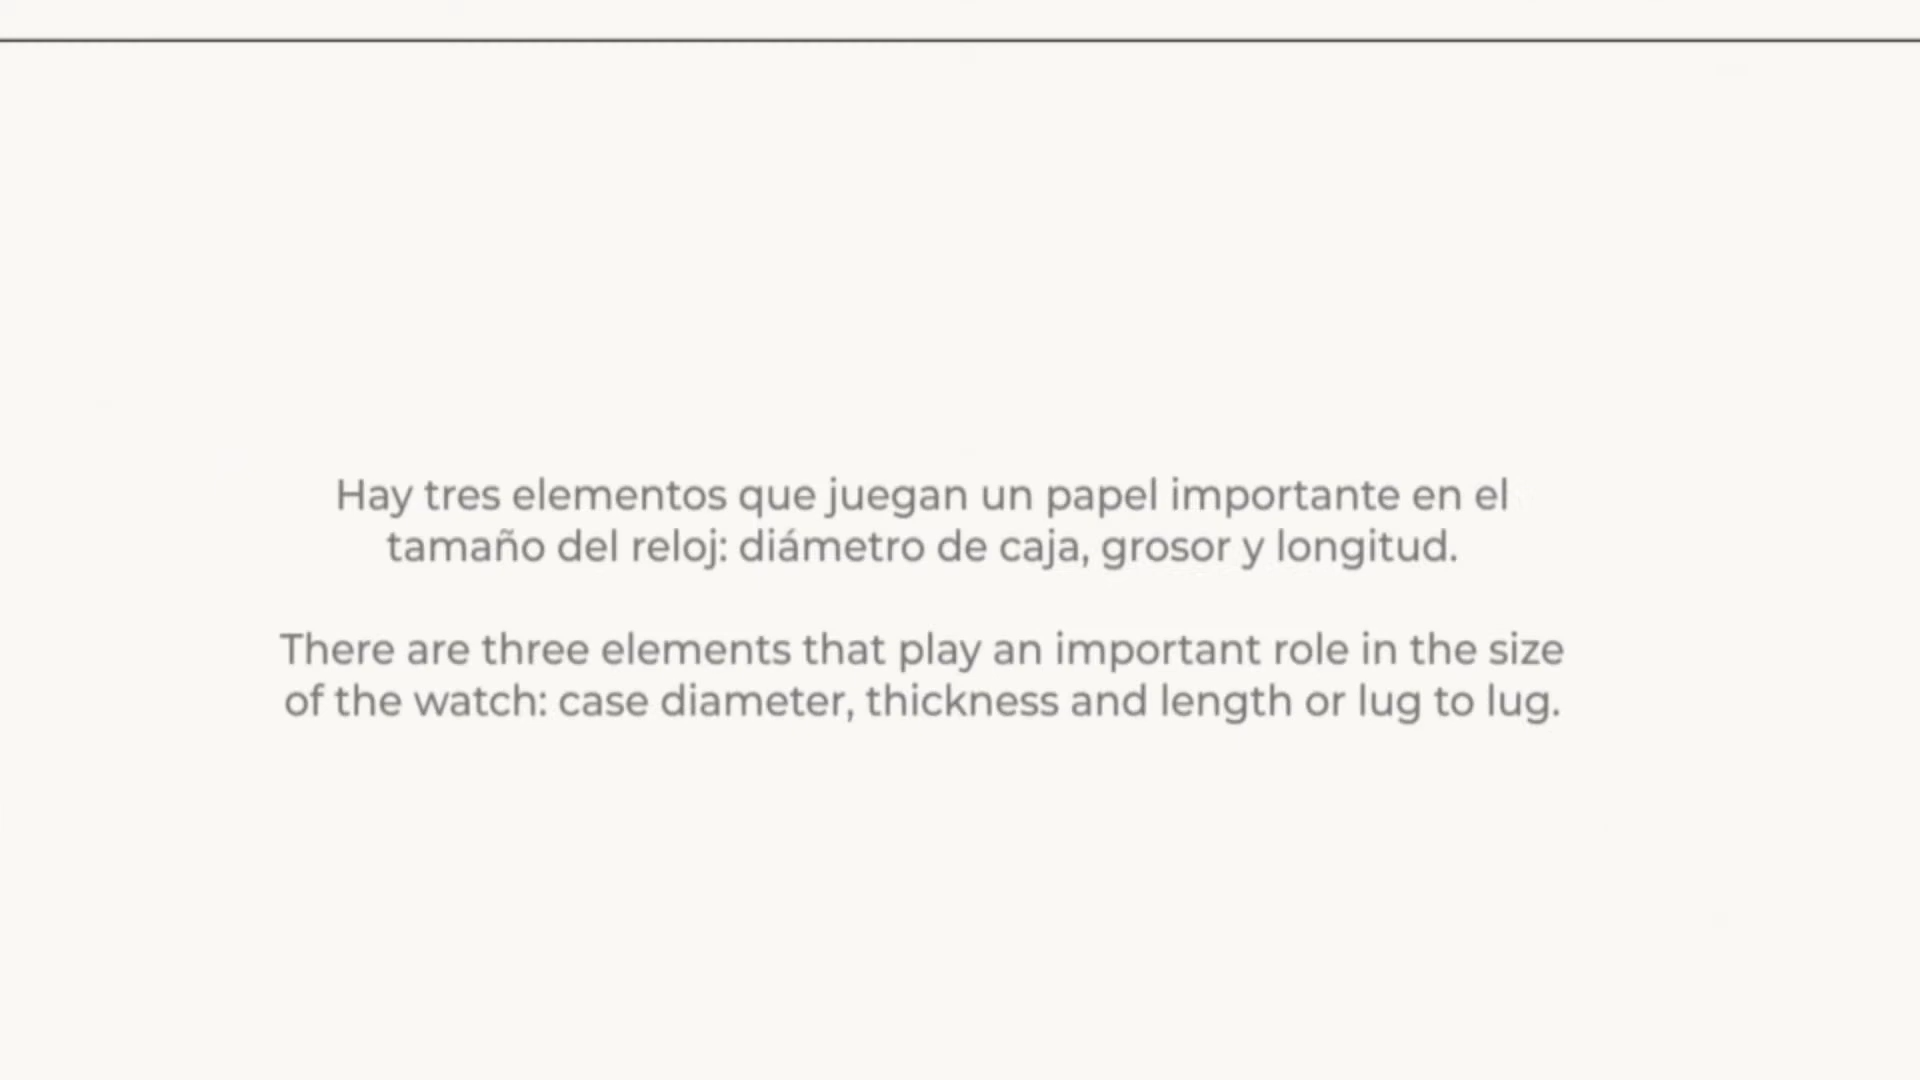 Hay tres elementos que juegan un papel importante en el
tamaño del reloj: diámetro de caja, grosor y longitud.
There are three elements that play an important role in the size
of the watch: case diameter, thickness and length or lug to lug.